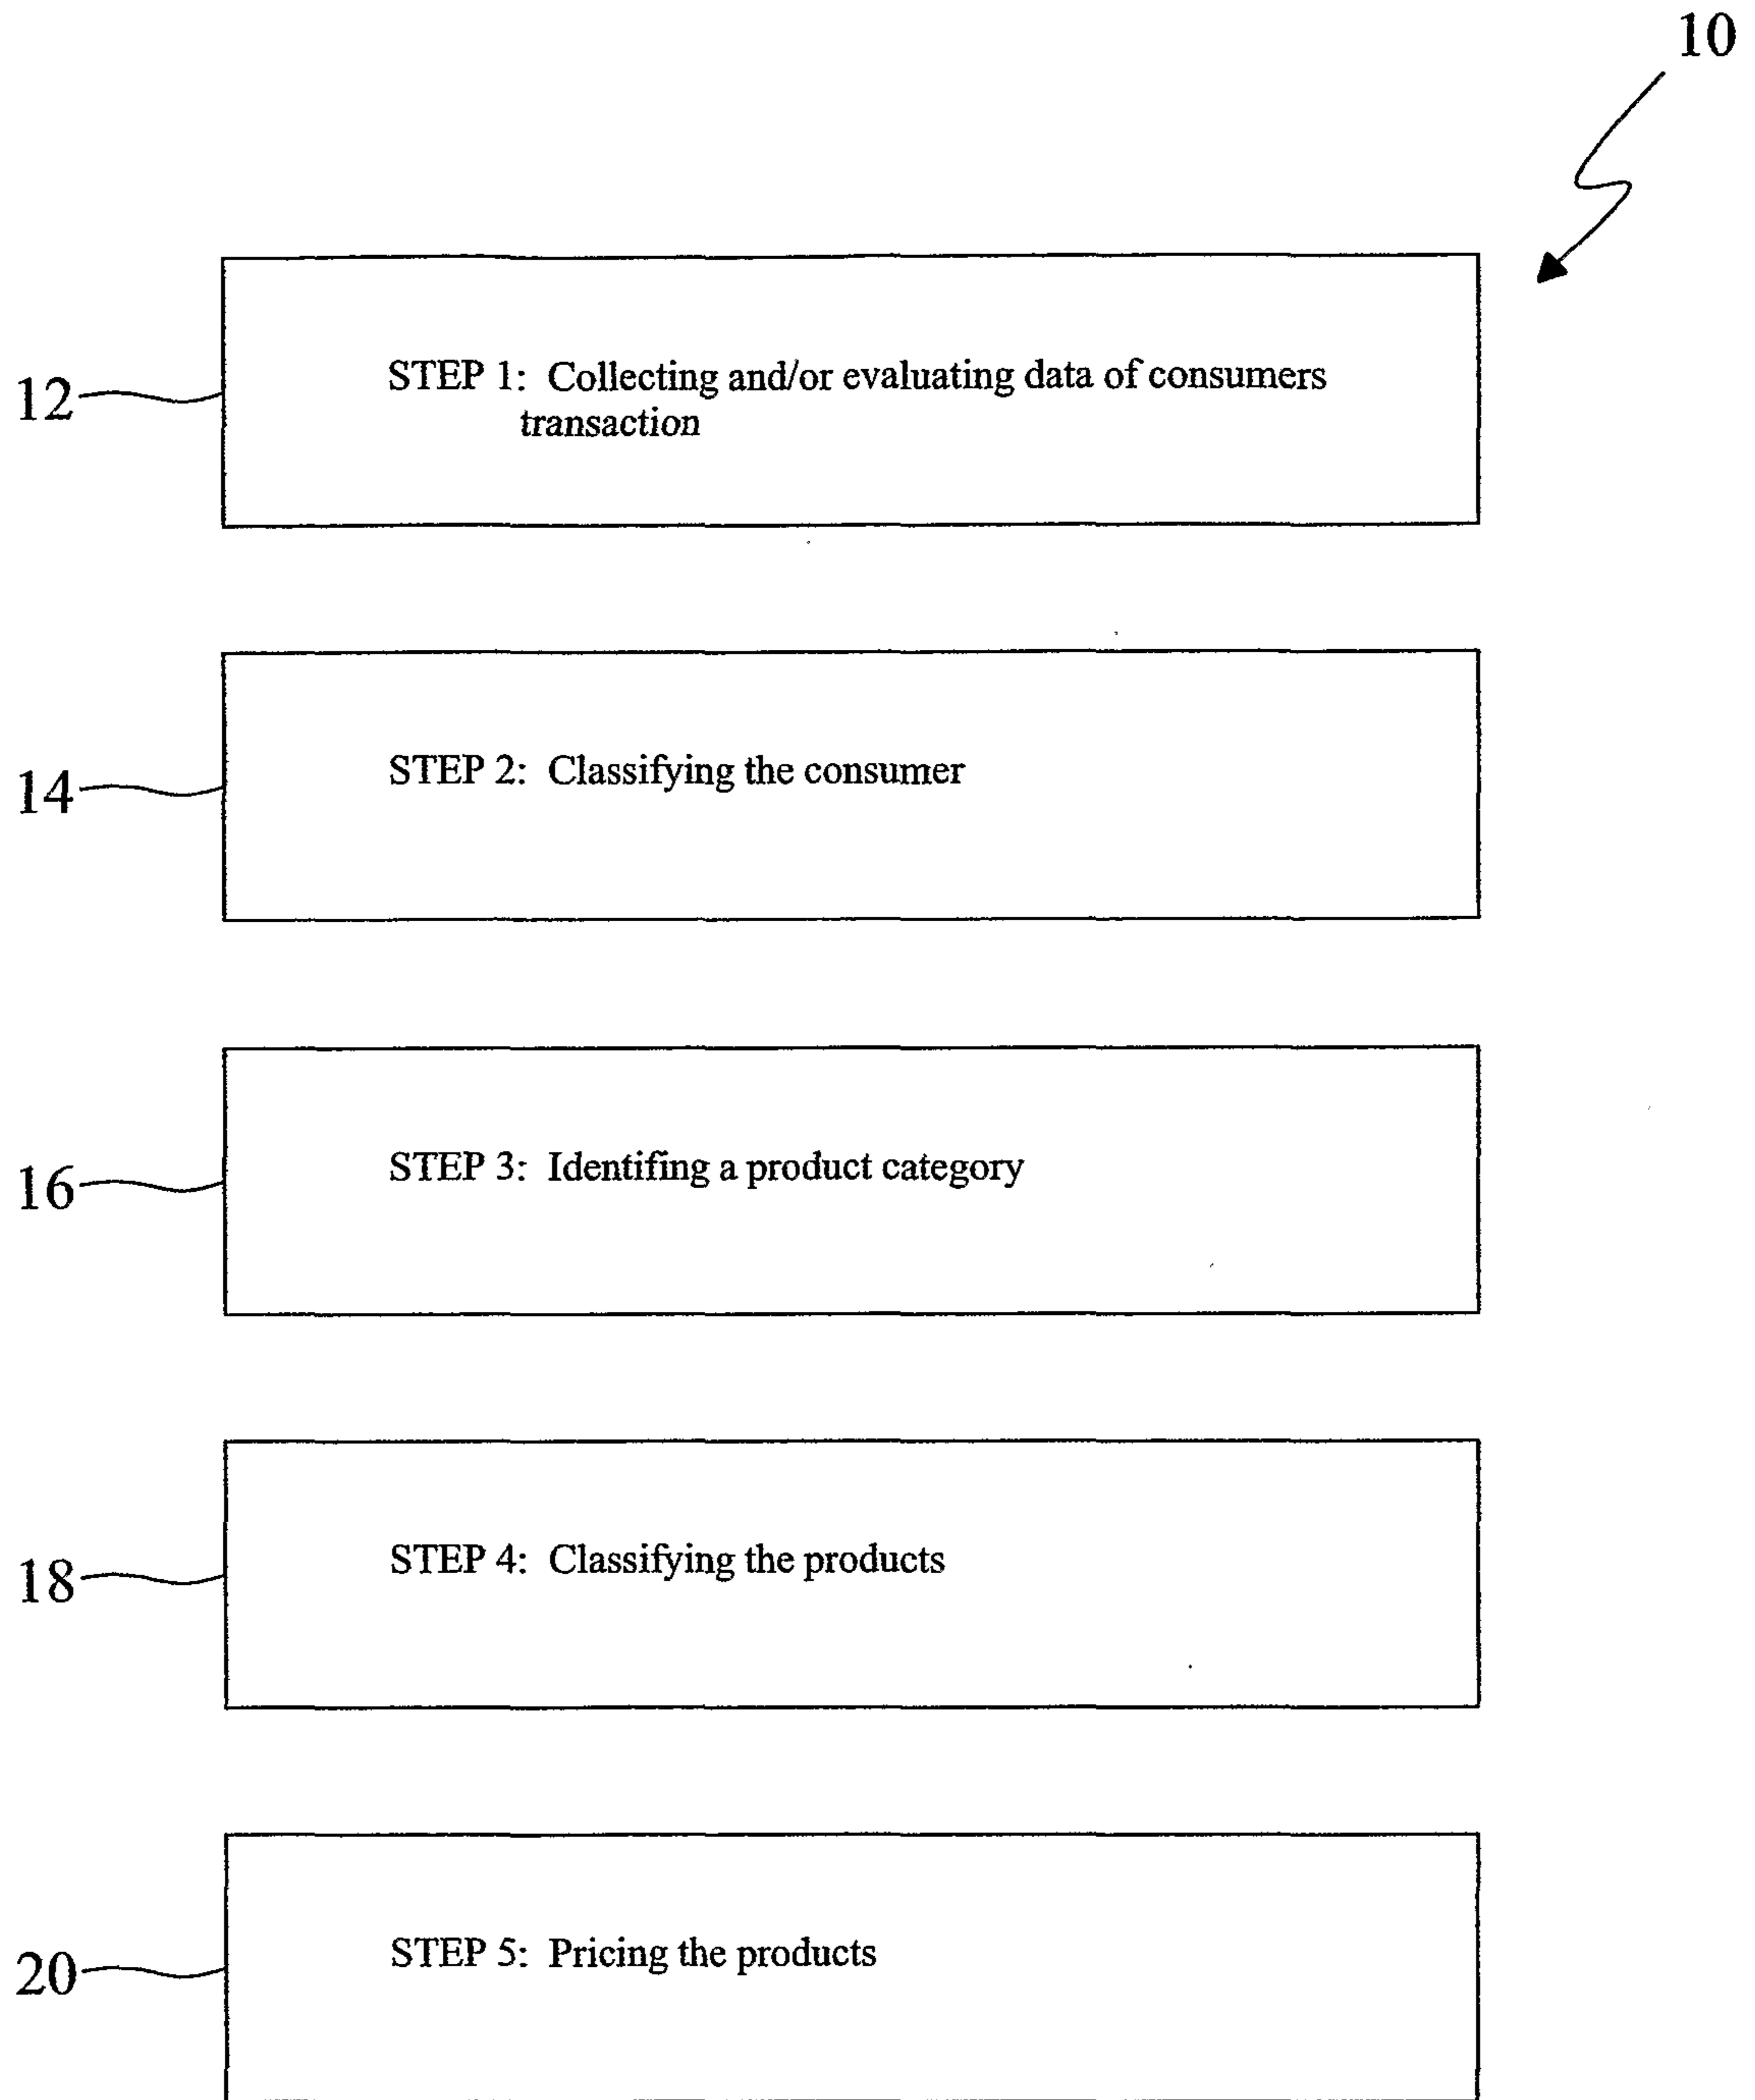 10
12
STEP 1: Collecting and/or evaluating data of consumers
transaction
14
STEP 2: Classifying the consumer
16
STEP 3: Identifing a product category
18
STEP 4: Classifying the products
20
STEP 5: Pricing the products